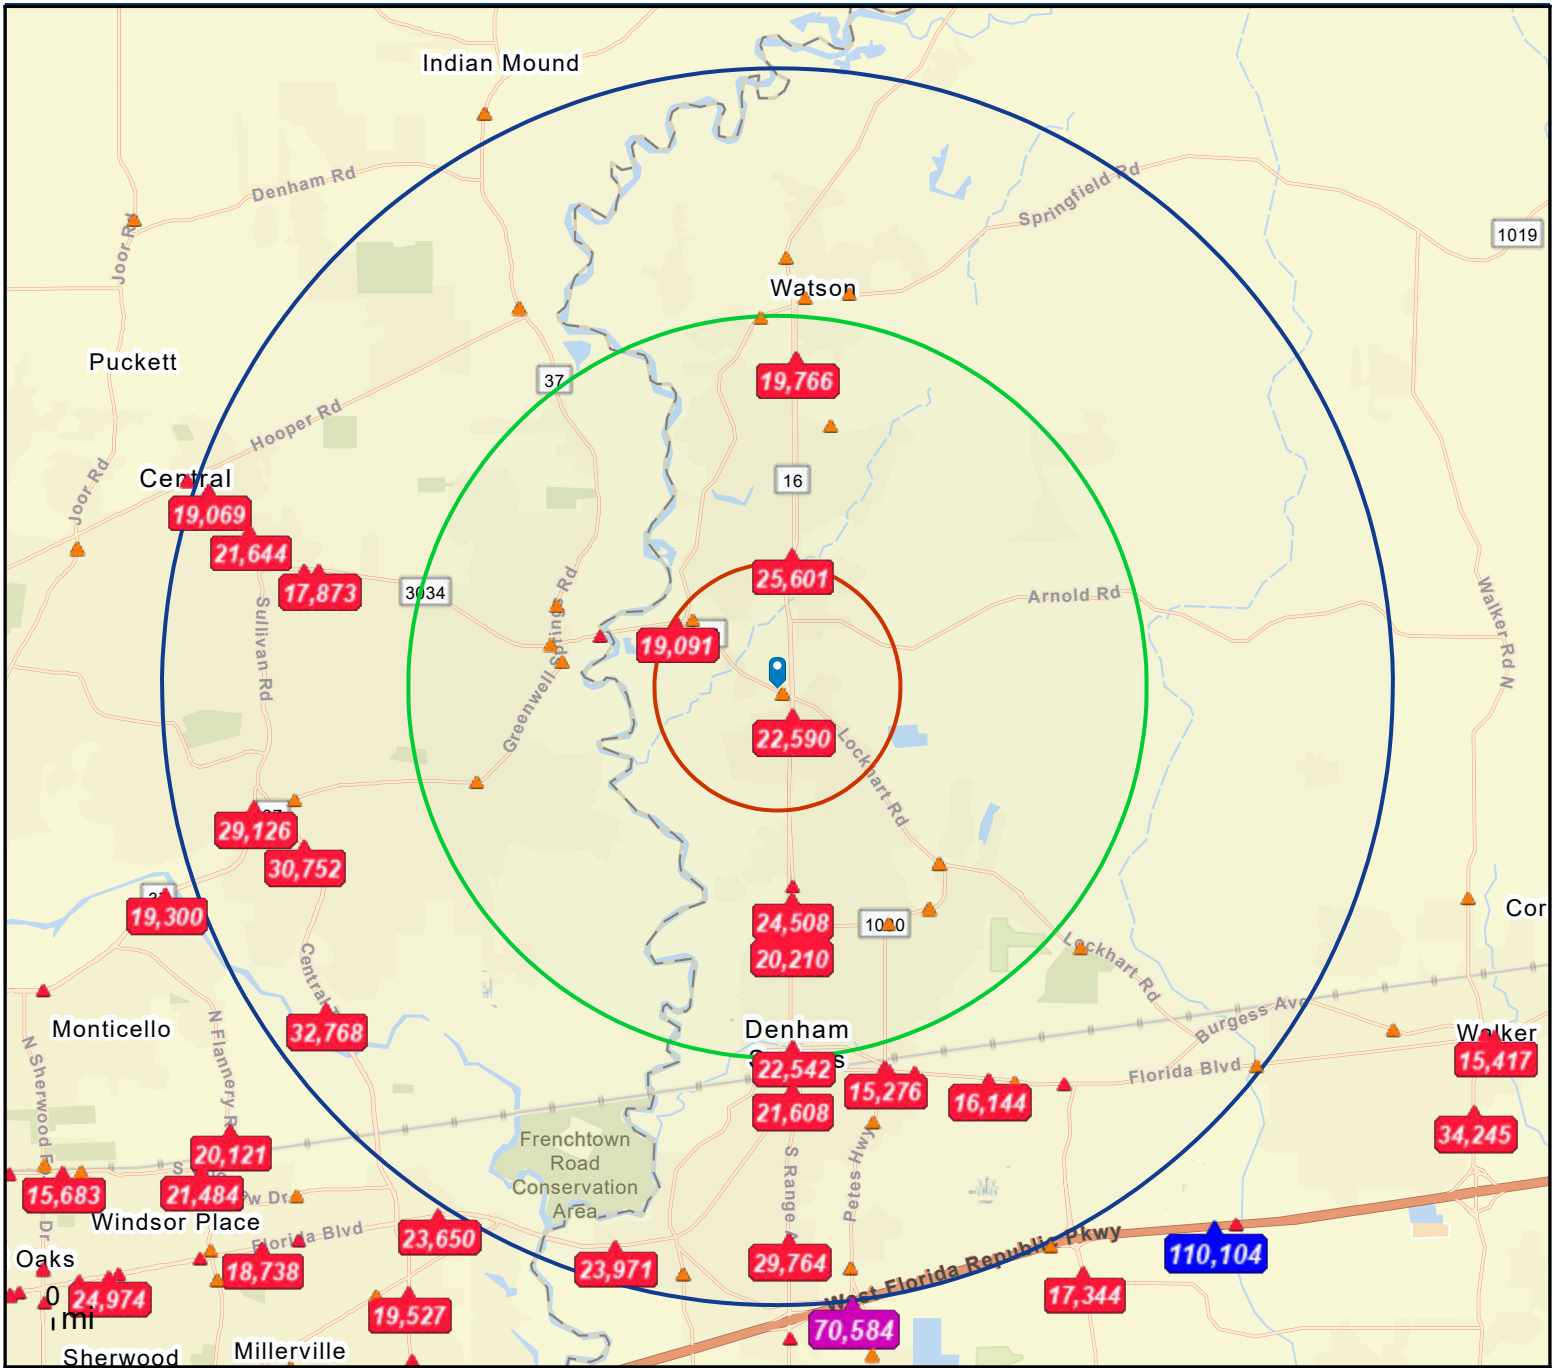 Indian Mound
Denham Rd
Springfield Rd
Joor Rd
1019
Watson
Puckett
37
19,766
Hooper Rd
Central
16
Joor Rd
19,069
21,644
25,601
17,873
3034
Arnold Rd
Walker Rd N
Sullivan Rd
Greenwell Springs Rd
19,091
22,590
Lockhart Rd
29,126
30,752
19,300
24,508
Cor
20,210
Lockhart Rd
Central
Monticello
32,768
N Flannery R
N Sherwood F
Denham
Burgess Ave
Walker
22,542
15,417
Florida Blvd
15,276
16,144
21,608
34,245
20,121
Frenchtown
Road
Conservation
Area
S Range A
Petes Hwy
15,683
21,484
w Dr
Windsor Place
Dr
Florida Blvd
23,650
West Florida Republic Pkwy
110,104
Oaks
18,738
23,971
29,764
24,974
0
mi
19,527
17,344
70,584
Sherwood
Millerville